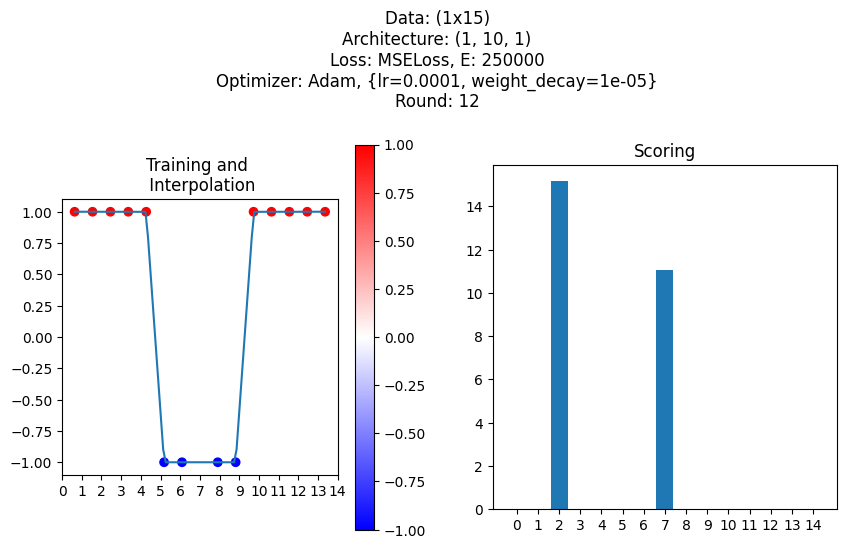 Data: (1x15)
Architecture: (1, 10, 1)
Loss: MSELoss, E: 250000
Optimizer: Adam, {lr=0.0001, weight_decay=1e-05}
Round: 12
Training and
Interpolation
1.00
0.75
0.50
0.25
0.00
−0.25
−0.50
−0.75
−1.00
0 1 2 3 4 5 6 7 8 9 10 11 12 13 14
1.00
0.75
0.50
0.25
0.00
−0.25
−0.50
−0.75
−1.00
Scoring
14
12
10
8
6
4
2
0
0 1 2 3 4 5 6 7 8 9 10 11 12 13 14